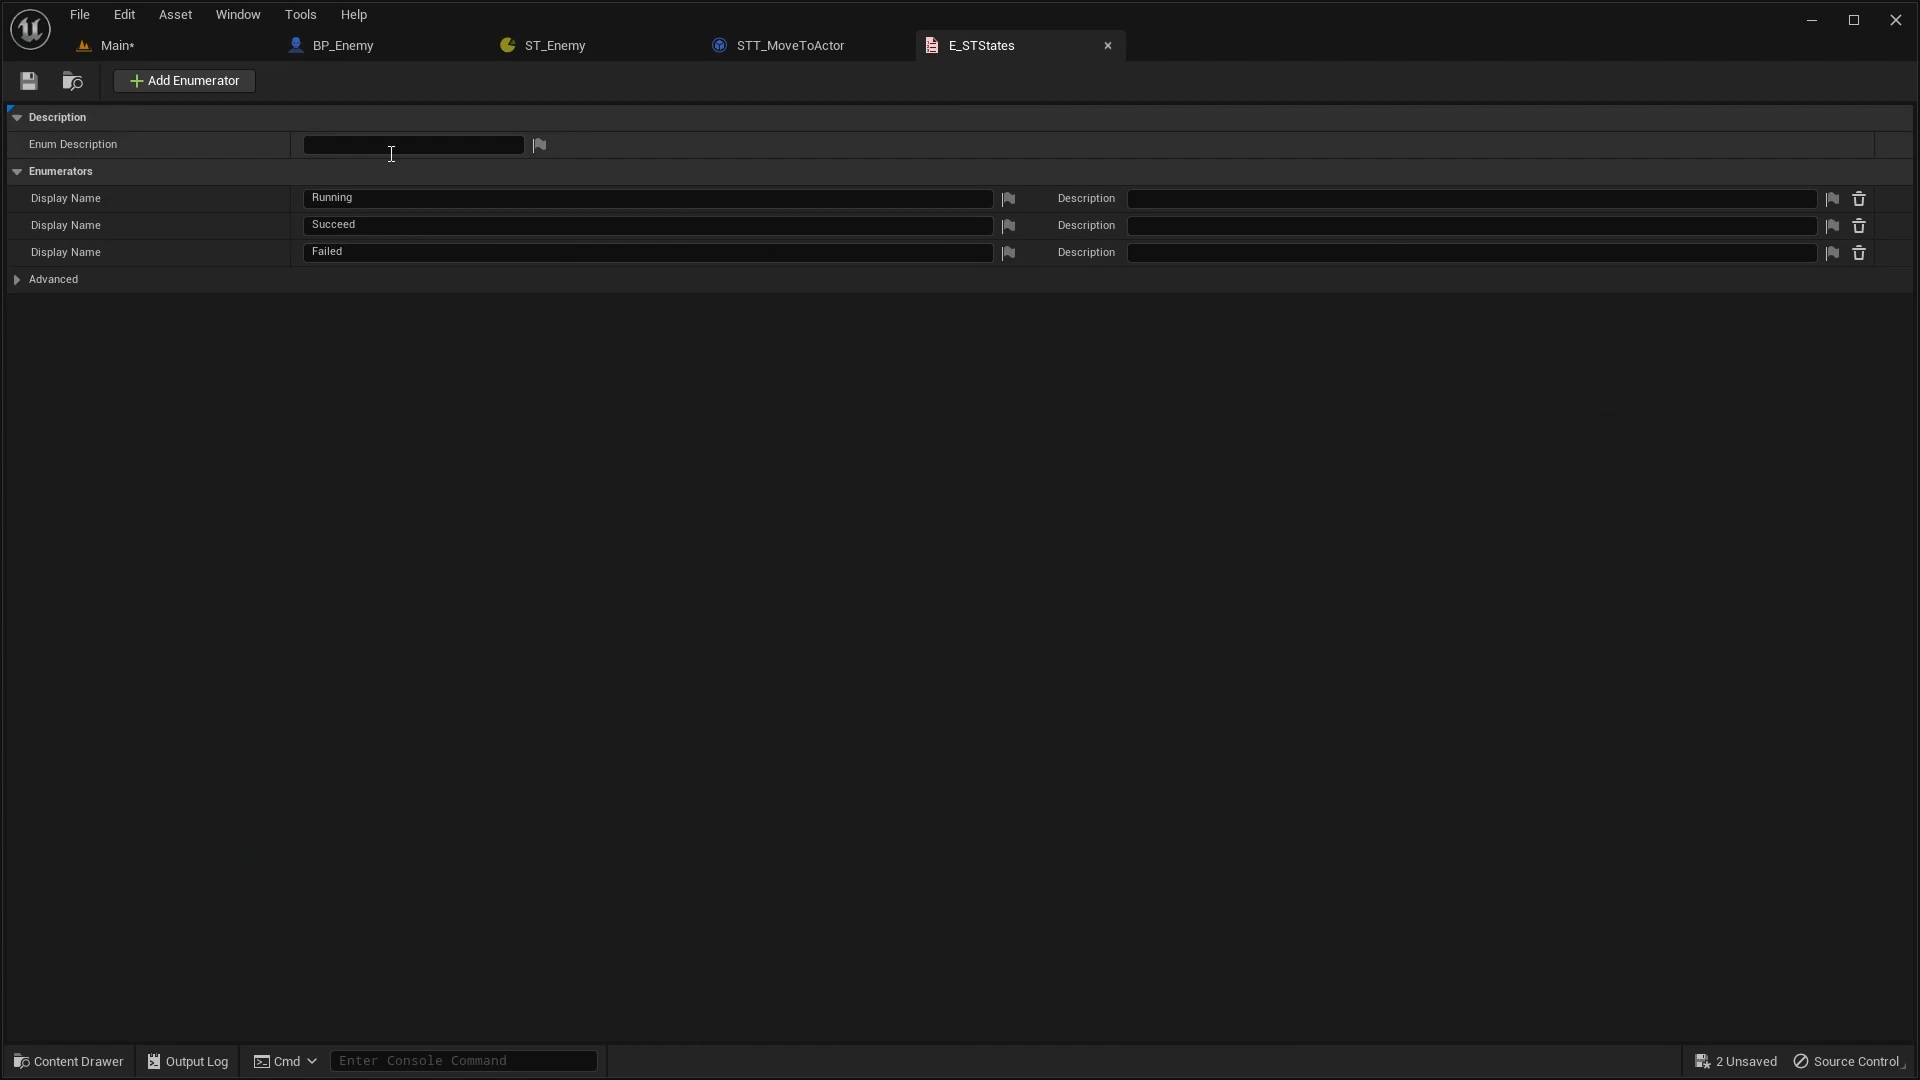 File Edit Asset Window Tools Help
Main* BP_Enemy ST_Enemy STT_MoveToActor E_STStates
Add Enumerator
Description
Enum Description
Enumerators
Display Name Running Description
Display Name Succeed Description
Display Name Failed Description
Advanced
Content Drawer Output Log Cmd Enter Console Command 2 Unsaved Source Control